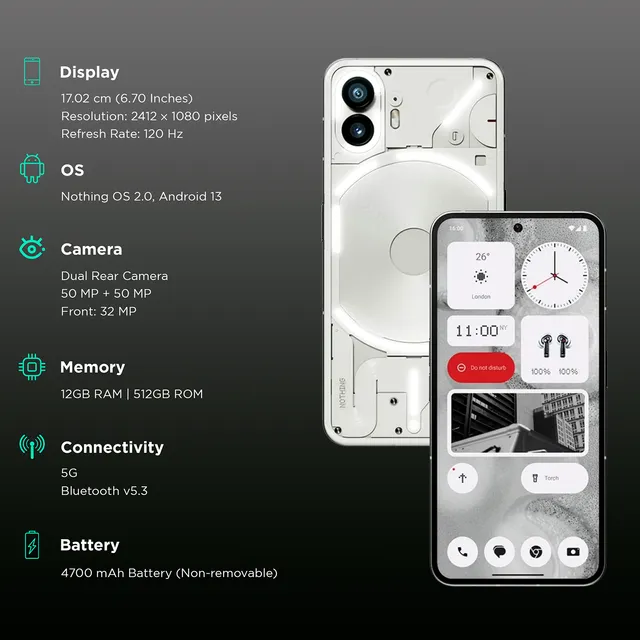 Display
17.02 cm (6.70 Inches)
Resolution: 2412 x 1080 pixels
Refresh Rate: 120 Hz
OS
Nothing OS 2.0, Android 13
Camera
Dual Rear Camera
50 MP + 50 MP
Front: 32 MP
Memory
12GB RAM | 512GB ROM
Connectivity
5G
Bluetooth v5.3
Battery
4700 mAh Battery (Non-removable)
NOTHING
26°
London
11:00 NY
Do not disturb
100% 100%
Torch